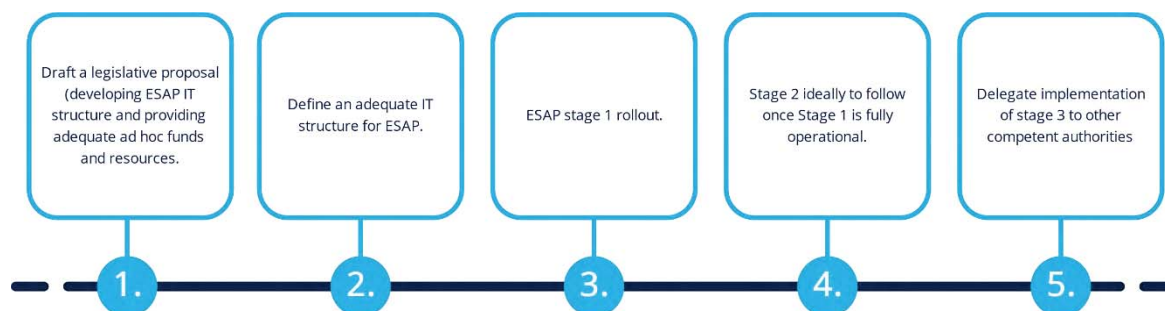 Draft a legislative proposal
(developing ESAP IT
structure and providing
adequate ad hoc funds
and resources.
Define an adequate IT
structure for ESAP.
ESAP stage 1 rollout.
Stage 2 ideally to follow
once Stage 1 is fully
operational.
Delegate implementation
of stage 3 to other
competent authorities
1.
2.
3.
4.
5.